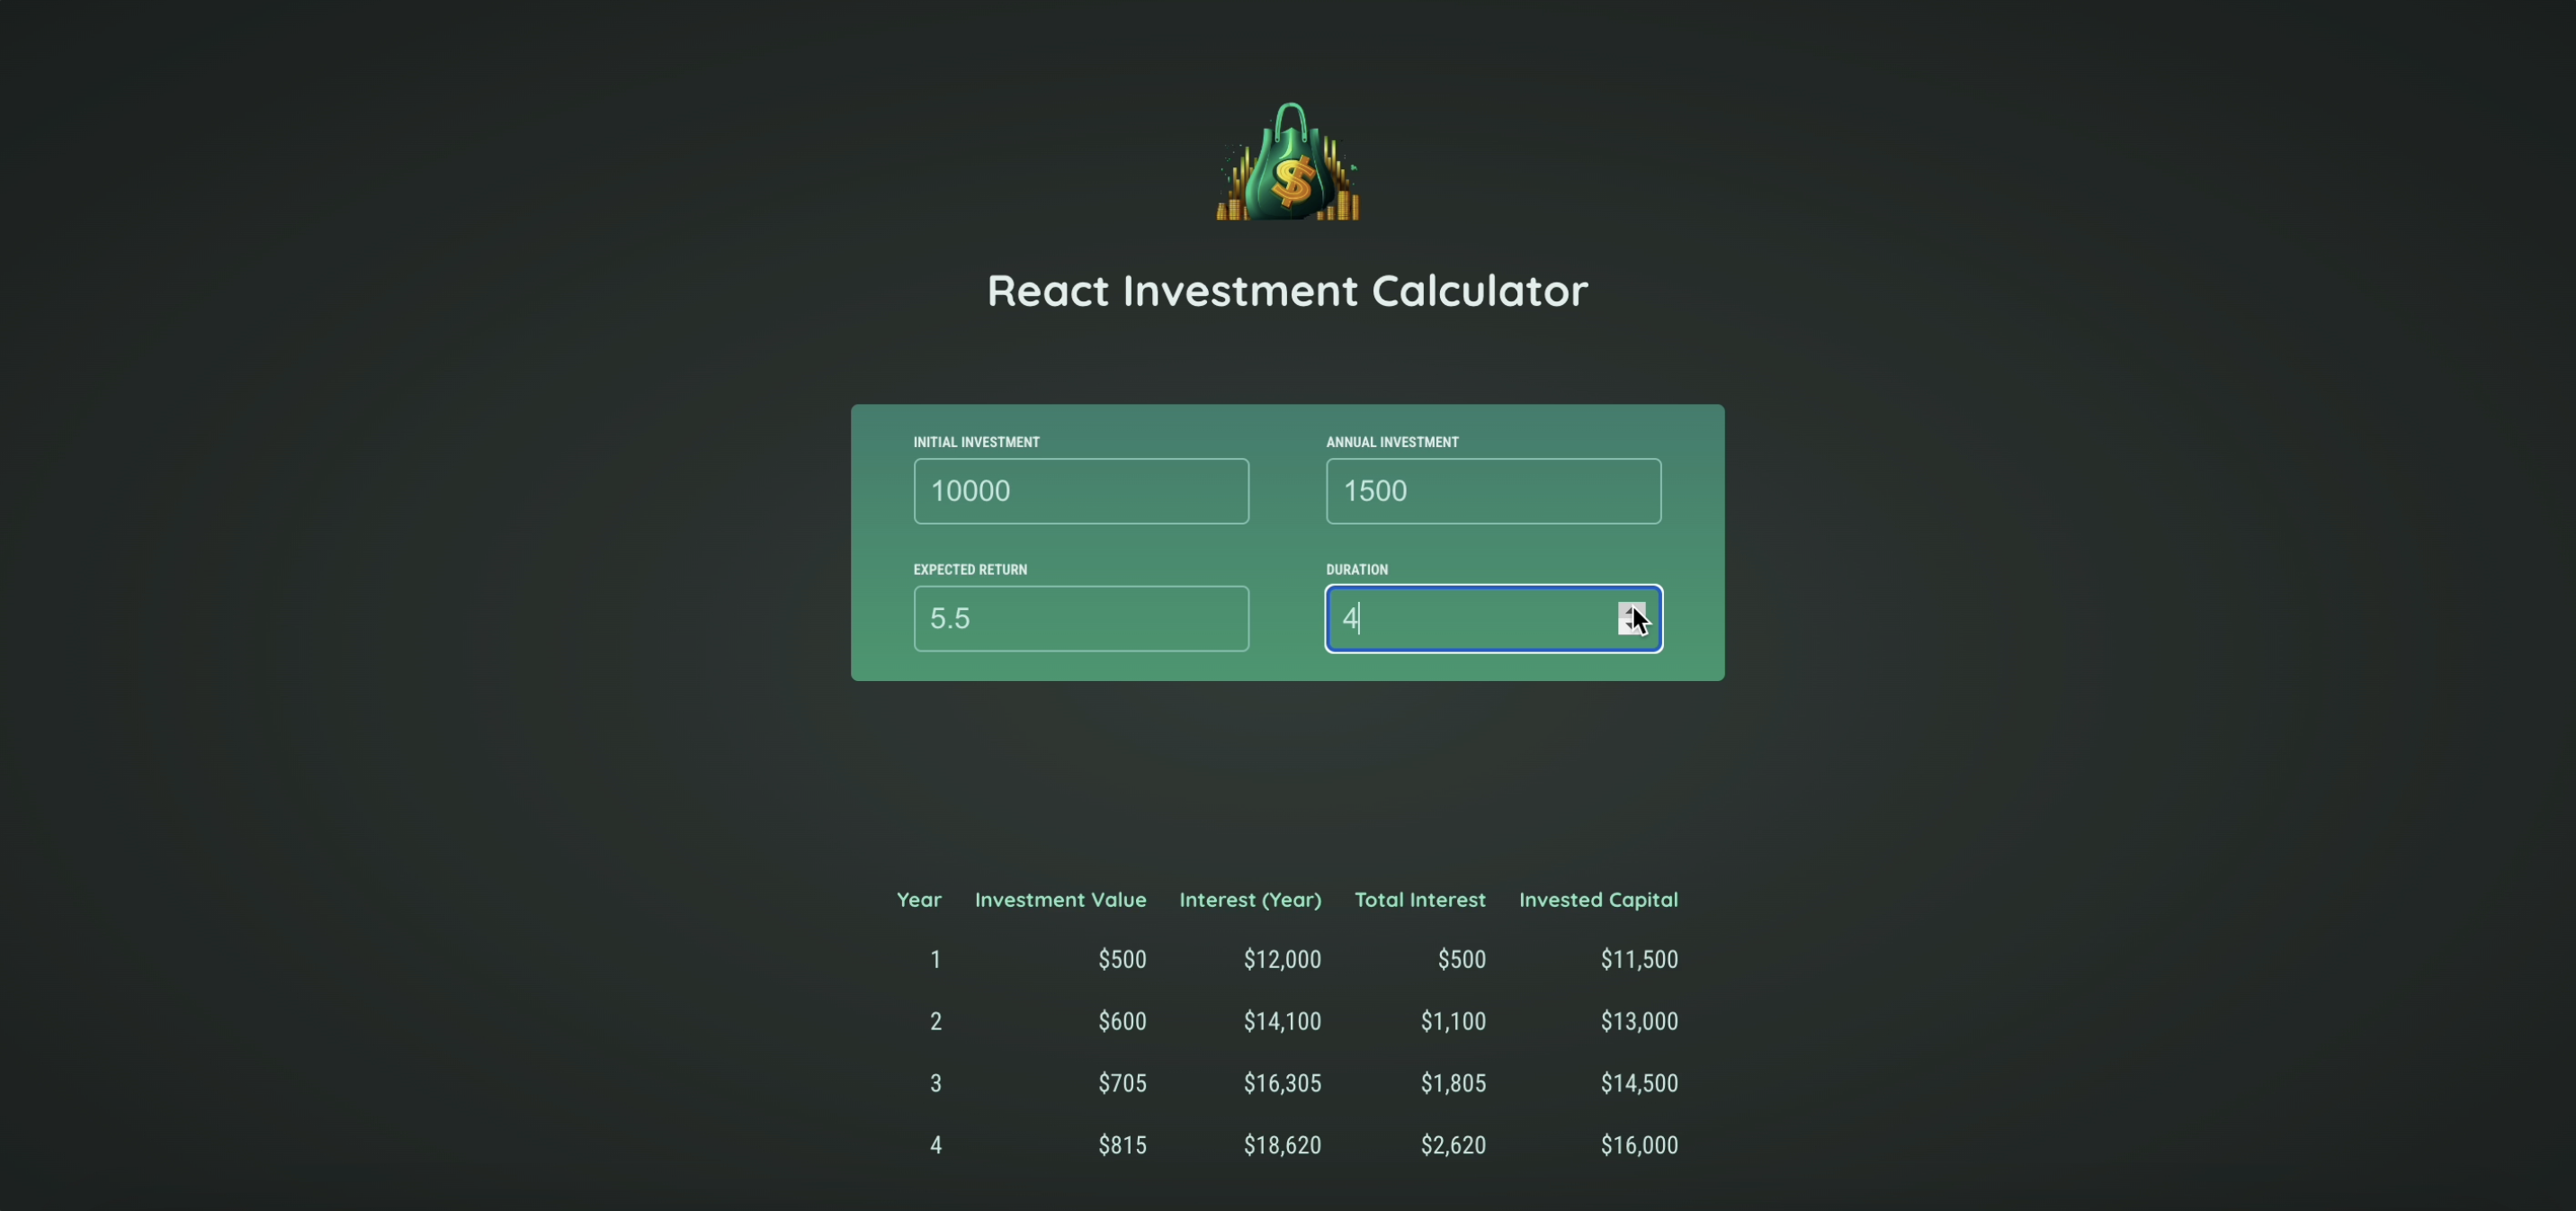 $
React Investment Calculator
INITIAL INVESTMENT ANNUAL INVESTMENT
10000 1500
EXPECTED RETURN DURATION
5.5 4
Year Investment Value Interest (Year) Total Interest Invested Capital
1 $500 $12,000 $500 $11,500
2 $600 $14,100 $1,100 $13,000
3 $705 $16,305 $1,805 $14,500
4 $815 $18,620 $2,620 $16,000